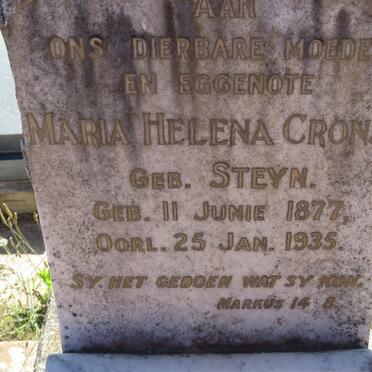 AAN
ONS DIERBARE MOEDE
EN EGGENOTE
MARIA HELENA CRON
GEB. STEYN.
GEB. 11 JUNIE 1877,
OORL. 25 JAN. 1935.
SY. HET GEDOEN WAT SY KON.
MARKUS 14 8.